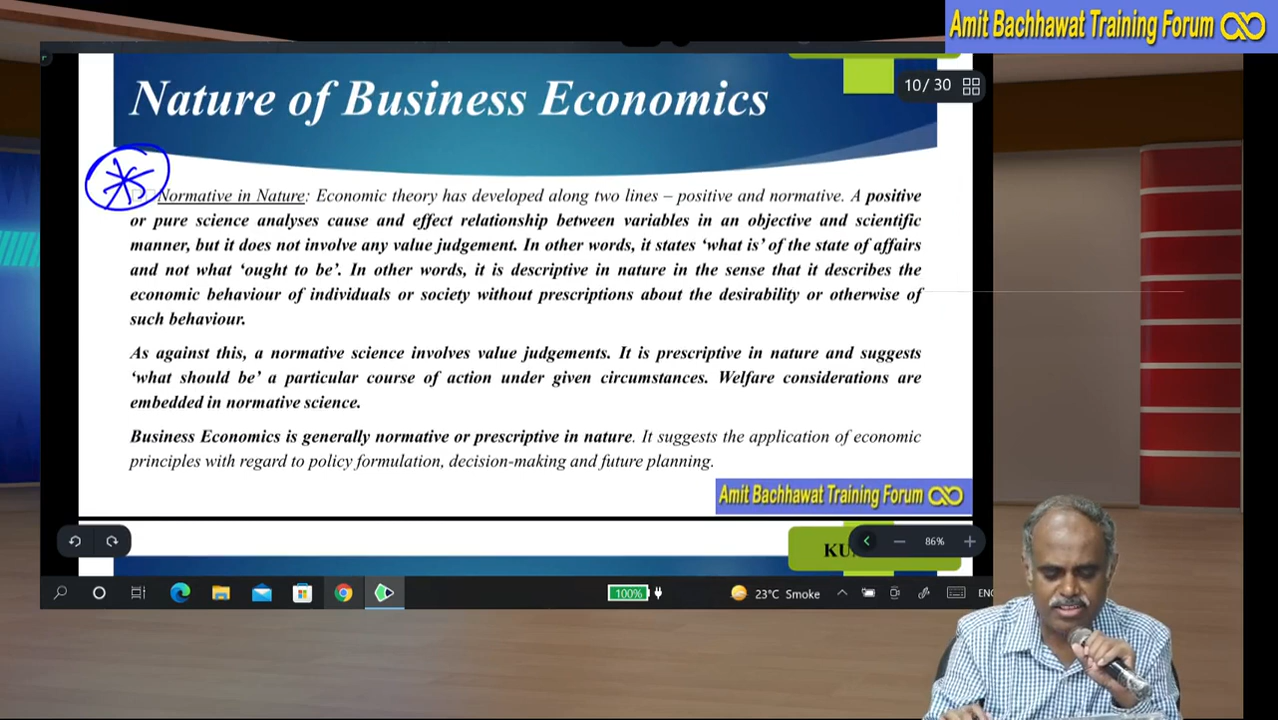 Amit Bachhawat Training Forum
Nature of Business Economics
10/ 30
Normative in Nature: Economic theory has developed along two lines – positive and normative. A positive
or pure science analyses cause and effect relationship between variables in an objective and scientific
manner, but it does not involve any value judgement. In other words, it states ‘what is’ of the state of affairs
and not what ‘ought to be’. In other words, it is descriptive in nature in the sense that it describes the
economic behaviour of individuals or society without prescriptions about the desirability or otherwise of
such behaviour.
As against this, a normative science involves value judgements. It is prescriptive in nature and suggests
‘what should be’ a particular course of action under given circumstances. Welfare considerations are
embedded in normative science.
Business Economics is generally normative or prescriptive in nature. It suggests the application of economic
principles with regard to policy formulation, decision-making and future planning.
Amit Bachhawat Training Forum
KU
86%
100%
23°C Smoke
ENG